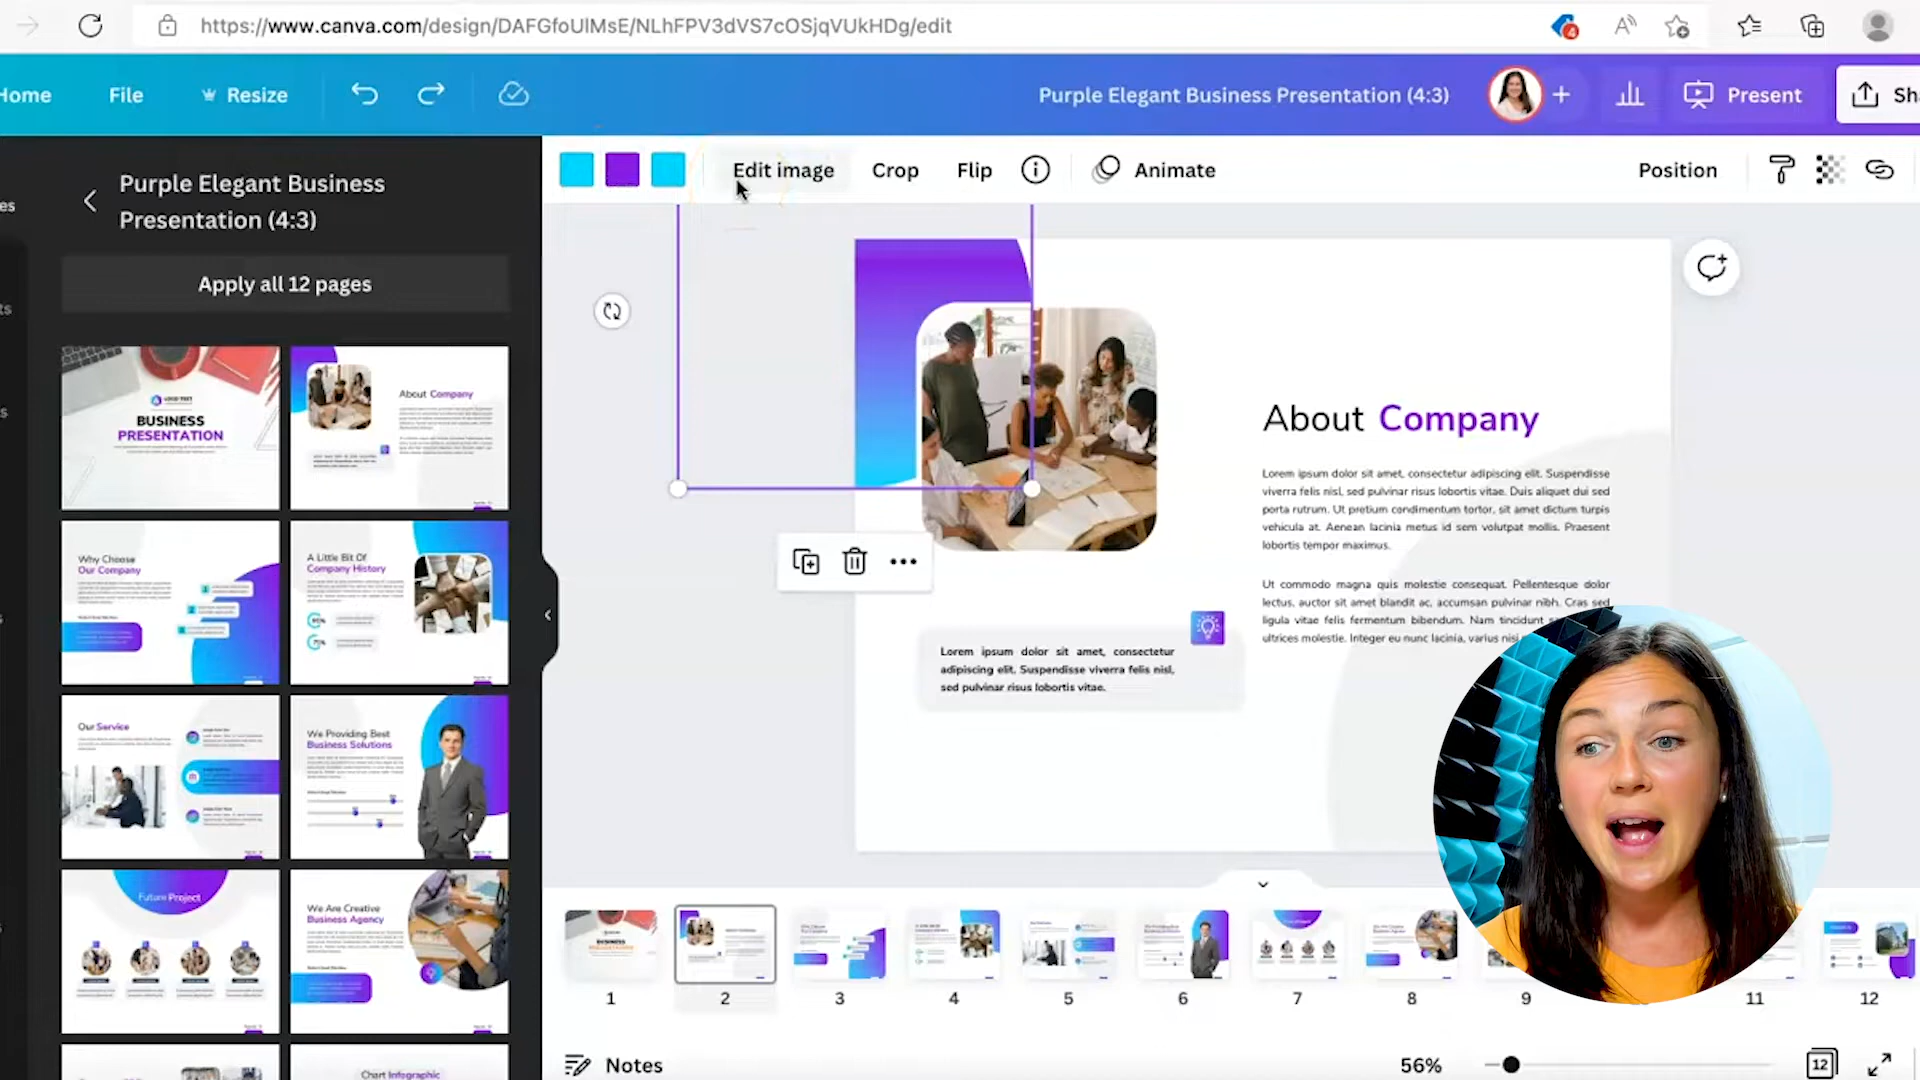 https://www.canva.com/design/DAFGfoUlMsE/NLhFPV3dVS7cOSjqVUkHDg/edit
4
Home
File
Resize
Purple Elegant Business Presentation (4:3)
Present
Sh
Edit image
Crop
Flip
Animate
Position
Purple Elegant Business
Presentation (4:3)
Apply all 12 pages
BUSINESS
PRESENTATION
About Company
Why Choose
Our Company
A Little Bit Of
Company History
Our Service
We Providing Best
Business Solutions
Future Project
We Are Creative
Business Agency
Chart Infographic
About Company
Lorem ipsum dolor sit amet, consectetur adipiscing elit. Suspendisse
viverra felis nisl, sed pulvinar risus lobortis vitae. Duis aliquet dui sed
porta rutrum. Ut pretium condimentum tortor, sit amet dictum turpis
vehicula at. Aenean lacinia metus id sem volutpat mollis. Praesent
lobortis tempor maximus.
Ut commodo magna quis molestie consequat. Pellentesque dolor
lectus, auctor sit amet blandit ac, accumsan pulvinar nibh. Cras sed
ligula vitae felis fermentum bibendum. Nam tincidunt
ultrices molestie. Integer eu nunc lacinia, varius nisi
Lorem ipsum dolor sit amet, consectetur
adipiscing elit. Suspendisse viverra felis nisl,
sed pulvinar risus lobortis vitae.
1
2
3
4
5
6
7
8
9
11
12
Notes
56%
12